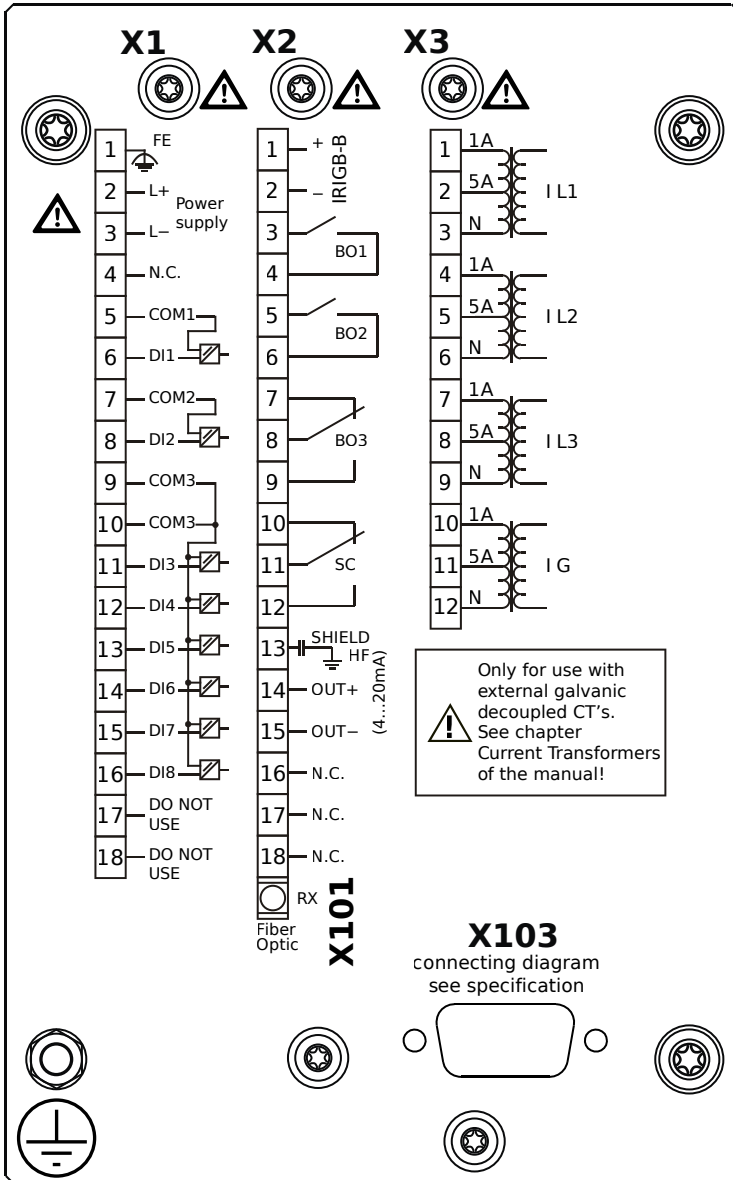 X1
X2
X3
1 FE
2 L+
Power
supply
3 L−
4 N.C.
5 COM1
6 DI1
7 COM2
8 DI2
9 COM3
10 COM3
11 DI3
12 DI4
13 DI5
14 DI6
15 DI7
16 DI8
17 DO NOT
USE
18 DO NOT
USE
1 +
2 −
IRIGB-B
3
BO1
4
5
BO2
6
7
8 BO3
9
10
11 SC
12
13 SHIELD
HF
14 OUT+
15 OUT−
(4...20mA)
16 N.C.
17 N.C.
18 N.C.
RX
Fiber
Optic
X101
1 1A
2 5A I L1
3 N
4 1A
5 5A I L2
6 N
7 1A
8 5A I L3
9 N
10 1A
11 5A I G
12 N
Only for use with
external galvanic
decoupled CT's.
See chapter
Current Transformers
of the manual!
X103
connecting diagram
see specification